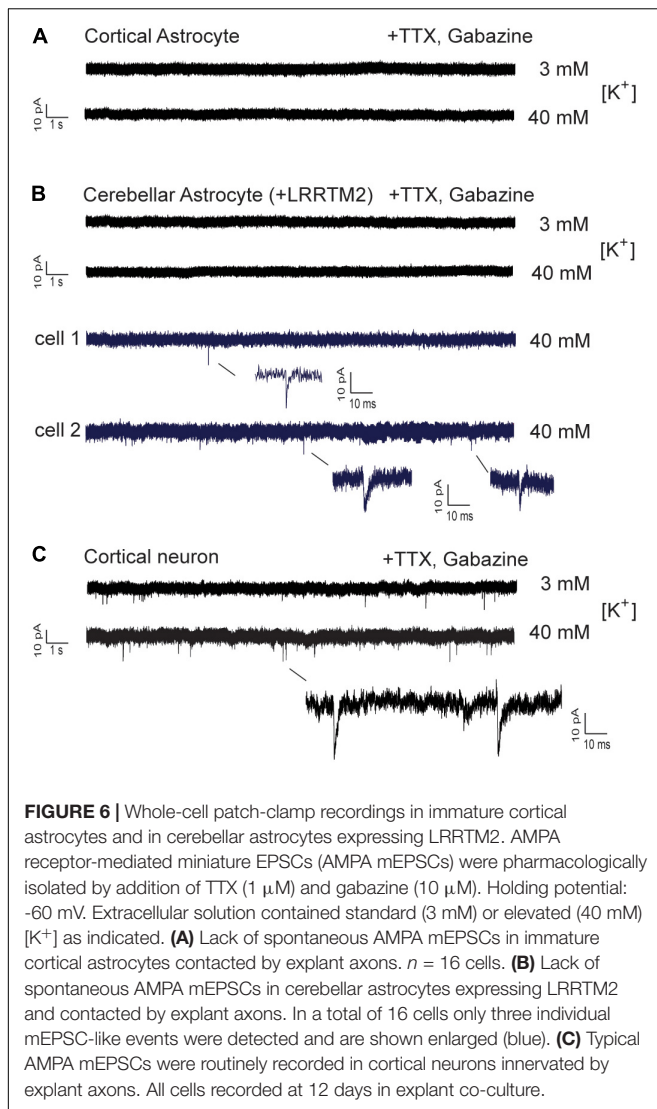 A Cortical Astrocyte +TTX, Gabazine
3 mM
[K+]
10 pA
1 s
40 mM
B Cerebellar Astrocyte (+LRRTM2) +TTX, Gabazine
3 mM
[K+]
10 pA
1 s
40 mM
cell 1
40 mM
10 pA
10 ms
cell 2
40 mM
10 pA
10 ms
C Cortical neuron +TTX, Gabazine
3 mM
[K+]
10 pA
1 s
40 mM
10 pA
10 ms
FIGURE 6 | Whole-cell patch-clamp recordings in immature cortical
astrocytes and in cerebellar astrocytes expressing LRRTM2. AMPA
receptor-mediated miniature EPSCs (AMPA mEPSCs) were pharmacologically
isolated by addition of TTX (1 μM) and gabazine (10 μM). Holding potential:
-60 mV. Extracellular solution contained standard (3 mM) or elevated (40 mM)
[K+] as indicated. (A) Lack of spontaneous AMPA mEPSCs in immature
cortical astrocytes contacted by explant axons. n = 16 cells. (B) Lack of
spontaneous AMPA mEPSCs in cerebellar astrocytes expressing LRRTM2
and contacted by explant axons. In a total of 16 cells only three individual
mEPSC-like events were detected and are shown enlarged (blue). (C) Typical
AMPA mEPSCs were routinely recorded in cortical neurons innervated by
explant axons. All cells recorded at 12 days in explant co-culture.